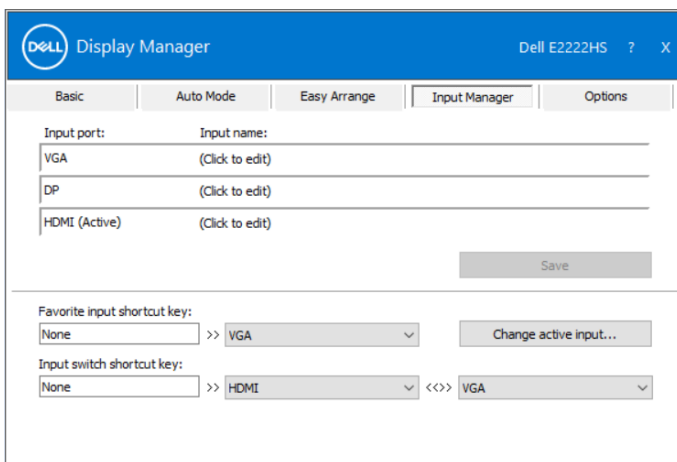 DELL Display Manager Dell E2222HS ? X
Basic Auto Mode Easy Arrange Input Manager Options
Input port: Input name:
VGA (Click to edit)
DP (Click to edit)
HDMI (Active) (Click to edit)
Save
Favorite input shortcut key:
None >> VGA Change active input...
Input switch shortcut key:
None >> HDMI <<>> VGA